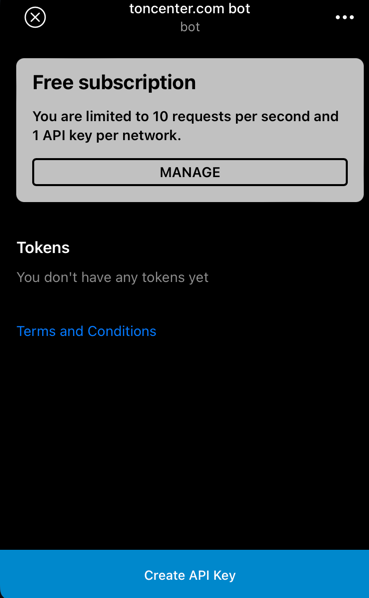 toncenter.com bot
bot
Free subscription
You are limited to 10 requests per second and
1 API key per network.
MANAGE
Tokens
You don't have any tokens yet
Terms and Conditions
Create API Key